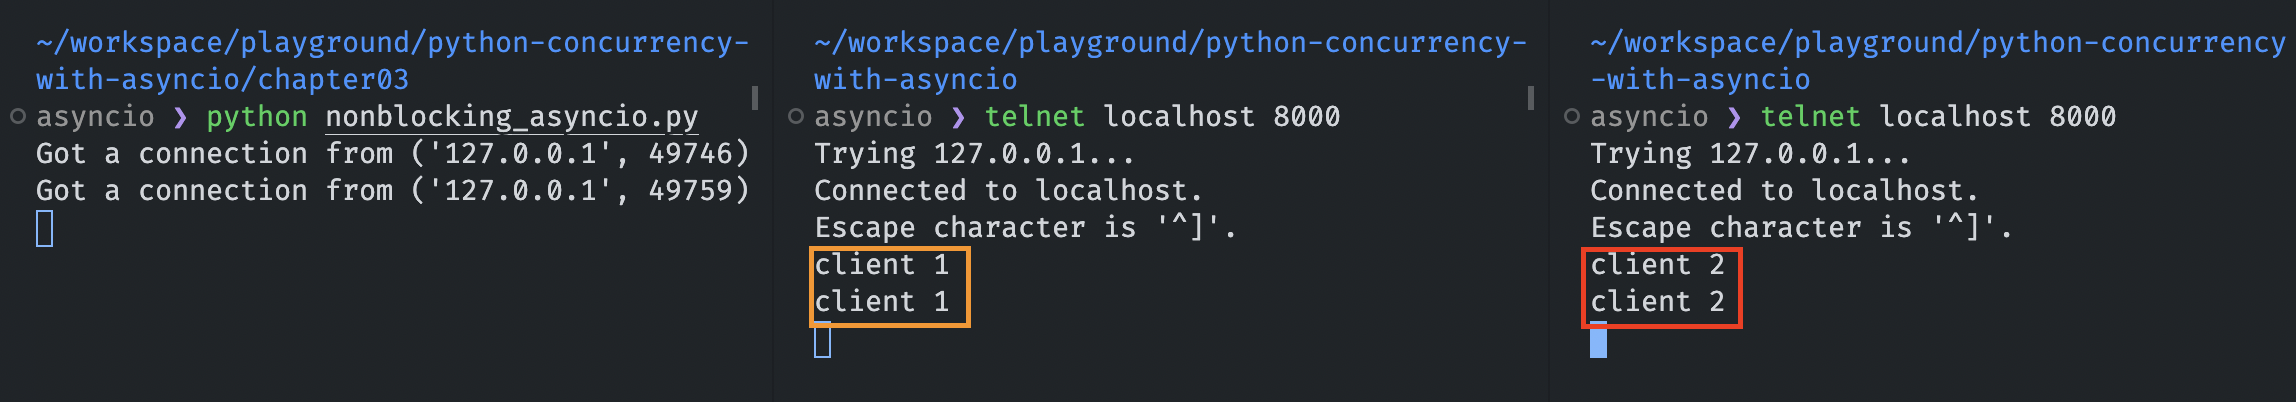 ~/workspace/playground/python-concurrency-
with-asyncio/chapter03
asyncio ❯ python nonblocking_asyncio.py
Got a connection from ('127.0.0.1', 49746)
Got a connection from ('127.0.0.1', 49759)
~/workspace/playground/python-concurrency-
with-asyncio
asyncio ❯ telnet localhost 8000
Trying 127.0.0.1...
Connected to localhost.
Escape character is '^]'.
client 1
client 1
~/workspace/playground/python-concurrency
-with-asyncio
asyncio ❯ telnet localhost 8000
Trying 127.0.0.1...
Connected to localhost.
Escape character is '^]'.
client 2
client 2